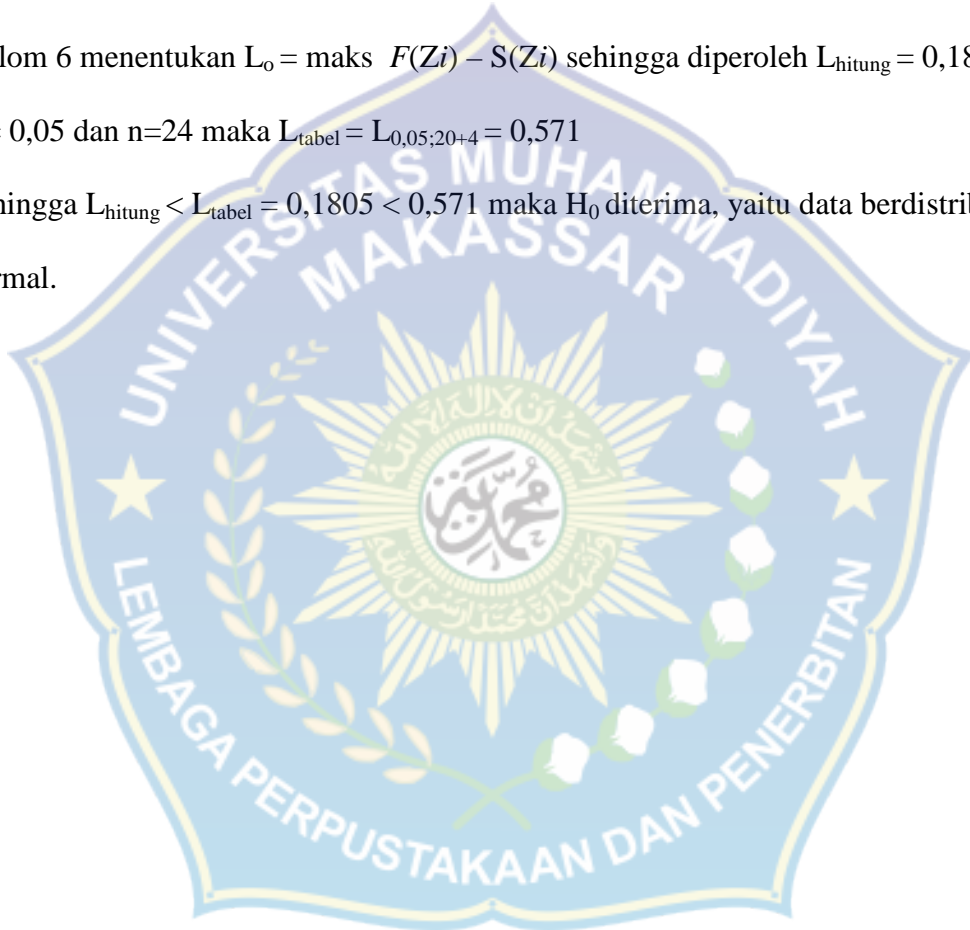 lom 6 menentukan Lo = maks F(Zi) – S(Zi) sehingga diperoleh Lhitung = 0,18
0,05 dan n=24 maka Ltabel = L0,05;20+4 = 0,571
hingga Lhitung < Ltabel = 0,1805 < 0,571 maka H0 diterima, yaitu data berdistrib
rmal.
UNIVERSITAS MUHAMMADIYAH
MAKASSAR
محمدية
LEMBAGA PERPUSTAKAAN DAN PENERBITAN